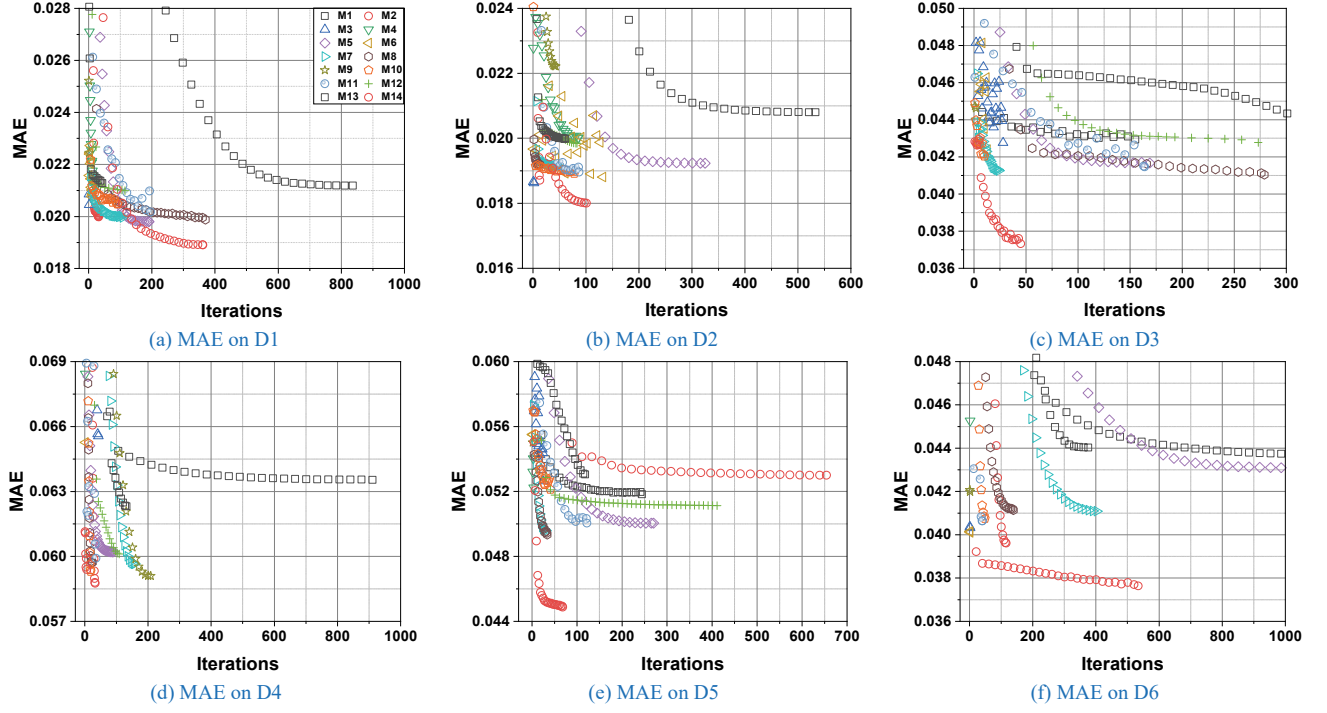 0.028 0.026 0.024 0.022 0.020 0.018
MAE
0 200 400 600 800 1000
Iterations
M1 M2
M3 M4
M5 M6
M7 M8
M9 M10
M11 M12
M13 M14
(a) MAE on D1
0.024 0.022 0.020 0.018 0.016
MAE
0 100 200 300 400 500 600
Iterations
(b) MAE on D2
0.050 0.048 0.046 0.044 0.042 0.040 0.038 0.036
MAE
0 50 100 150 200 250 300
Iterations
(c) MAE on D3
0.069 0.066 0.063 0.060 0.057
MAE
0 200 400 600 800 1000
Iterations
(d) MAE on D4
0.060 0.056 0.052 0.048 0.044
MAE
0 100 200 300 400 500 600 700
Iterations
(e) MAE on D5
0.048 0.046 0.044 0.042 0.040 0.038 0.036
MAE
0 200 400 600 800 1000
Iterations
(f) MAE on D6